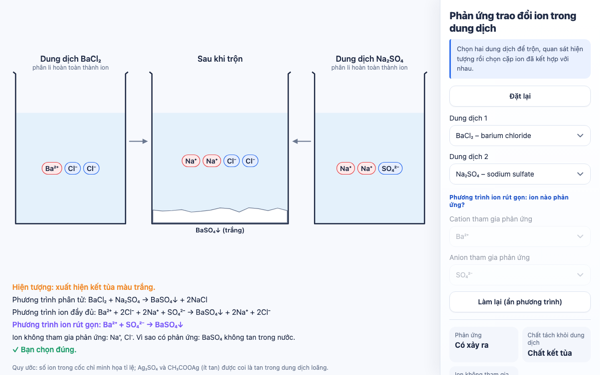 Dung dịch BaCl₂
phân li hoàn toàn thành ion
Sau khi trộn
Dung dịch Na₂SO₄
phân li hoàn toàn thành ion
Ba²⁺ Cl⁻ Cl⁻
Na⁺ Na⁺ Cl⁻ Cl⁻
Na⁺ Na⁺ SO₄²⁻
BaSO₄↓ (trắng)
Hiện tượng: xuất hiện kết tủa màu trắng.
Phương trình phân tử: BaCl₂ + Na₂SO₄ → BaSO₄↓ + 2NaCl
Phương trình ion đầy đủ: Ba²⁺ + 2Cl⁻ + 2Na⁺ + SO₄²⁻ → BaSO₄↓ + 2Na⁺ + 2Cl⁻
Phương trình ion rút gọn: Ba²⁺ + SO₄²⁻ → BaSO₄↓
Ion không tham gia phản ứng: Na⁺, Cl⁻. Vì sao có phản ứng: BaSO₄ không tan trong nước.
✓ Bạn chọn đúng.
Quy ước: số ion trong cốc chỉ minh họa tỉ lệ; Ag₂SO₄ và CH₃COOAg (ít tan) được coi là tan trong dung dịch loãng.
Phản ứng trao đổi ion trong
dung dịch
Chọn hai dung dịch để trộn, quan sát hiện
tượng rồi chọn cặp ion đã kết hợp với
nhau.
Đặt lại
Dung dịch 1
BaCl₂ – barium chloride
Dung dịch 2
Na₂SO₄ – sodium sulfate
Phương trình ion rút gọn: ion nào phản
ứng?
Cation tham gia phản ứng
Ba²⁺
Anion tham gia phản ứng
SO₄²⁻
Làm lại (ẩn phương trình)
Phản ứng
Có xảy ra
Chất tách khỏi dung
dịch
Chất kết tủa